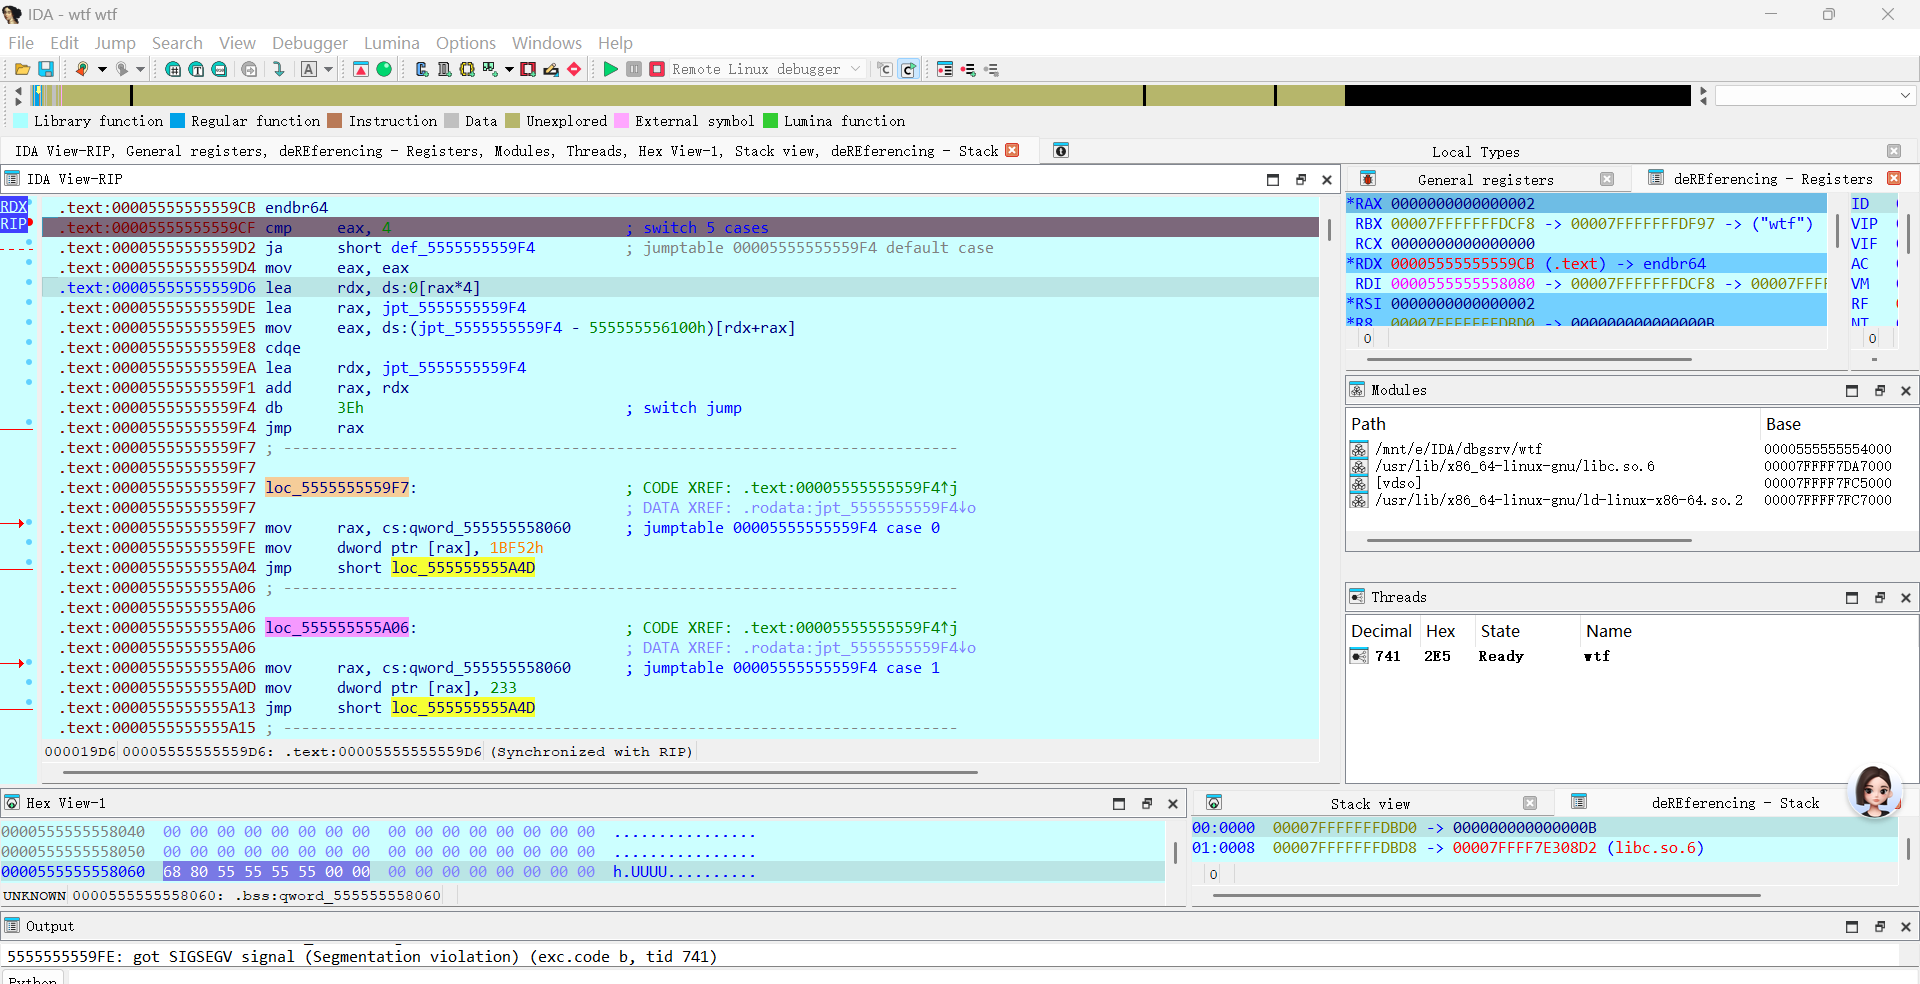 IDA - wtf wtf
File Edit Jump Search View Debugger Lumina Options Windows Help
Remote Linux debugger
Library function Regular function Instruction Data Unexplored External symbol Lumina function
IDA View-RIP, General registers, deREferencing - Registers, Modules, Threads, Hex View-1, Stack view, deREferencing - Stack
Local Types
IDA View-RIP
RDX
RIP
.text:00005555555559CB endbr64
.text:00005555555559CF cmp eax, 4 ; switch 5 cases
.text:00005555555559D2 ja short def_5555555559F4 ; jumptable 00005555555559F4 default case
.text:00005555555559D4 mov eax, eax
.text:00005555555559D6 lea rdx, ds:0[rax*4]
.text:00005555555559DE lea rax, jpt_5555555559F4
.text:00005555555559E5 mov eax, ds:(jpt_5555555559F4 - 555555556100h)[rdx+rax]
.text:00005555555559E8 cdqe
.text:00005555555559EA lea rdx, jpt_5555555559F4
.text:00005555555559F1 add rax, rdx
.text:00005555555559F4 db 3Eh ; switch jump
.text:00005555555559F4 jmp rax
.text:00005555555559F7 ; ---------------------------------------------------------------------------
.text:00005555555559F7
.text:00005555555559F7 loc_5555555559F7: ; CODE XREF: .text:00005555555559F4↑j
.text:00005555555559F7 ; DATA XREF: .rodata:jpt_5555555559F4↓o
.text:00005555555559F7 mov rax, cs:qword_555555558060 ; jumptable 00005555555559F4 case 0
.text:00005555555559FE mov dword ptr [rax], 1BF52h
.text:0000555555555A04 jmp short loc_555555555A4D
.text:0000555555555A06 ; ---------------------------------------------------------------------------
.text:0000555555555A06
.text:0000555555555A06 loc_555555555A06: ; CODE XREF: .text:00005555555559F4↑j
.text:0000555555555A06 ; DATA XREF: .rodata:jpt_5555555559F4↓o
.text:0000555555555A06 mov rax, cs:qword_555555558060 ; jumptable 00005555555559F4 case 1
.text:0000555555555A0D mov dword ptr [rax], 233
.text:0000555555555A13 jmp short loc_555555555A4D
.text:0000555555555A15 ; ---------------------------------------------------------------------------
000019D6 00005555555559D6: .text:00005555555559D6 (Synchronized with RIP)
General registers
deREferencing - Registers
*RAX 0000000000000002
RBX 00007FFFFFFFDCF8 -> 00007FFFFFFFDF97 -> ("wtf")
RCX 0000000000000000
*RDX 00005555555559CB (.text) -> endbr64
RDI 0000555555558080 -> 00007FFFFFFFDCF8 -> 00007FFFF
*RSI 0000000000000002
*R8 00007FFFFFFFDBD0 -> 000000000000000B
0
ID
VIP
VIF
AC
VM
RF
NT
0
Modules
Path Base
/mnt/e/IDA/dbgsrv/wtf 0000555555554000
/usr/lib/x86_64-linux-gnu/libc.so.6 00007FFFF7DA7000
[vdso] 00007FFFF7FC5000
/usr/lib/x86_64-linux-gnu/ld-linux-x86-64.so.2 00007FFFF7FC7000
Threads
Decimal Hex State Name
741 2E5 Ready wtf
Hex View-1
0000555555558040 00 00 00 00 00 00 00 00 00 00 00 00 00 00 00 00 ................
0000555555558050 00 00 00 00 00 00 00 00 00 00 00 00 00 00 00 00 ................
0000555555558060 68 80 55 55 55 55 00 00 00 00 00 00 00 00 00 00 h.UUUU..........
UNKNOWN 0000555555558060: .bss:qword_555555558060
Stack view
deREferencing - Stack
00:0000 00007FFFFFFFDBD0 -> 000000000000000B
01:0008 00007FFFFFFFDBD8 -> 00007FFFF7E308D2 (libc.so.6)
0
Output
5555555559FE: got SIGSEGV signal (Segmentation violation) (exc.code b, tid 741)
Python